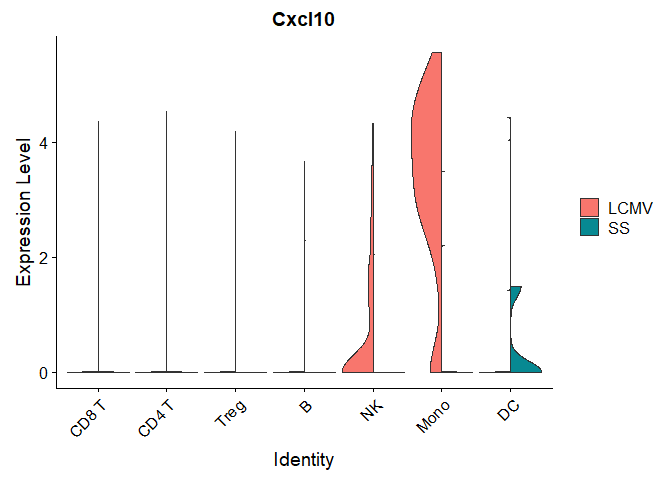 Cxcl10
Expression Level
4
2
0
CD8 T
CD4 T
Treg
B
NK
Mono
DC
Identity
LCMV
SS